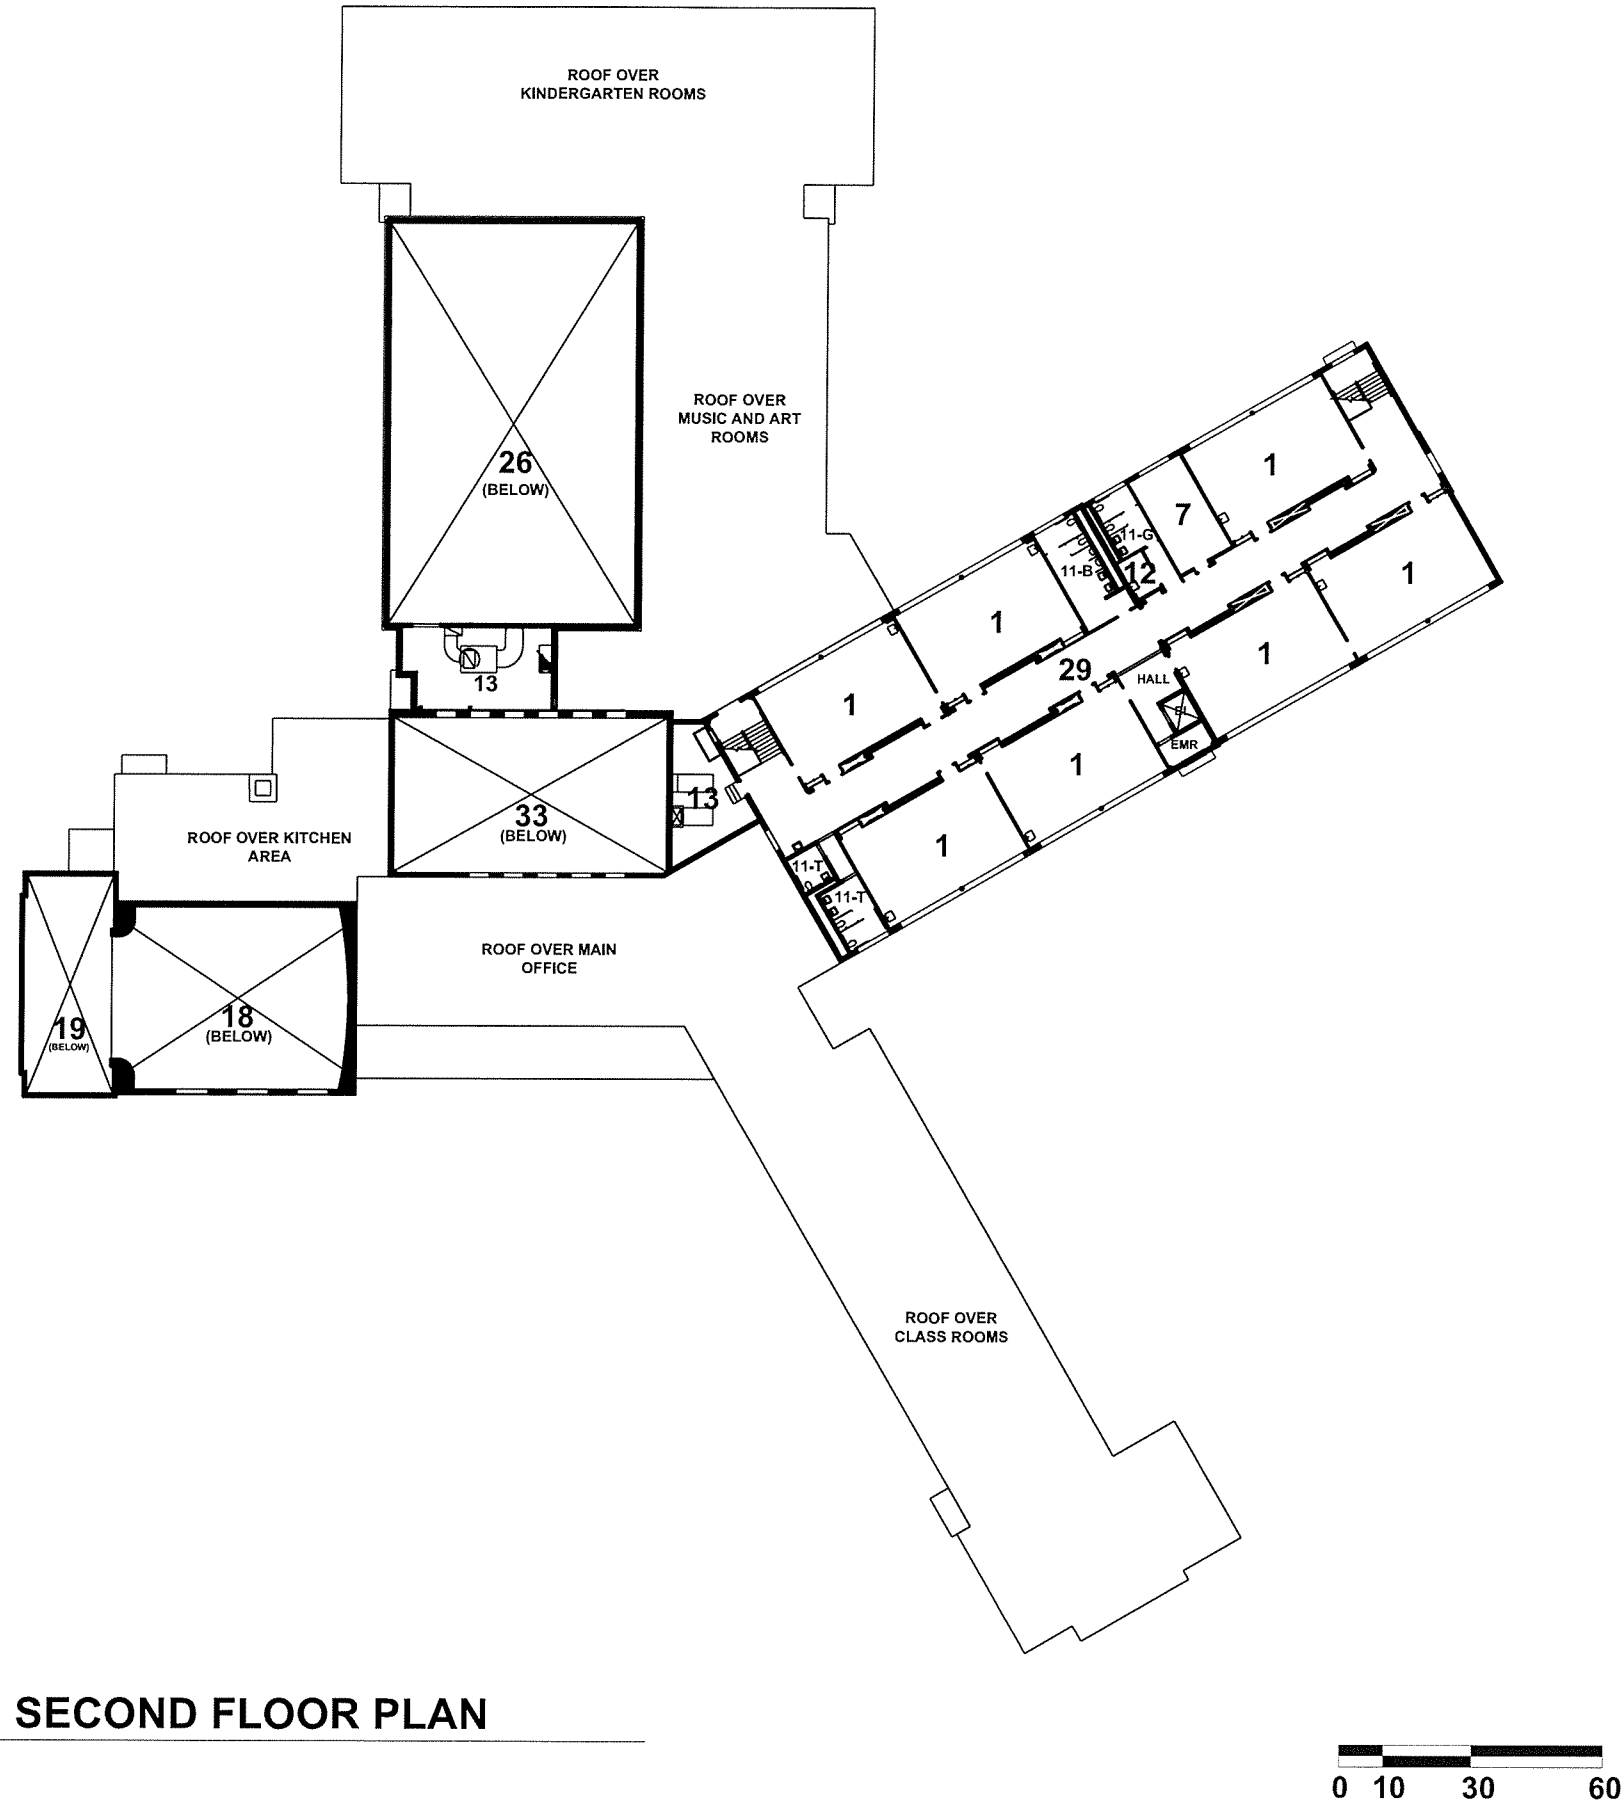 ROOF OVER
KINDERGARTEN ROOMS
ROOF OVER
MUSIC AND ART
ROOMS
26
(BELOW)
1
7
11-G
11-B
12
1
1
1
29
HALL
EL
EMR
1
1
1
13
13
33
(BELOW)
11-T
11-T
ROOF OVER KITCHEN
AREA
ROOF OVER MAIN
OFFICE
19
(BELOW)
18
(BELOW)
ROOF OVER
CLASS ROOMS
SECOND FLOOR PLAN
0 10 30 60